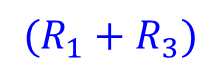 (R₁ + R₃)